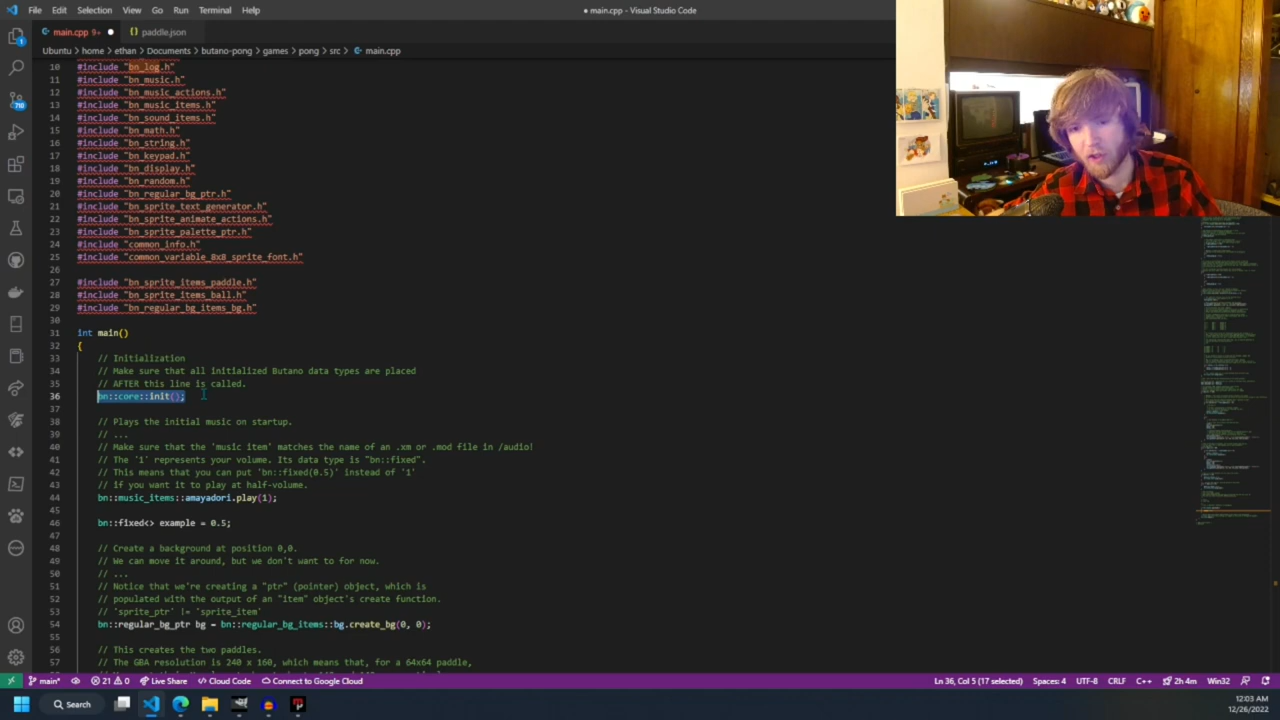 File Edit Selection View Go Run Terminal Help
● main.cpp - Visual Studio Code
main.cpp 9+ ●
{} paddle.json
Ubuntu > home > ethan > Documents > butano-pong > games > pong > src > main.cpp
10 #include "bn_log.h"
11 #include "bn_music.h"
12 #include "bn_music_actions.h"
13 #include "bn_music_items.h"
14 #include "bn_sound_items.h"
15 #include "bn_math.h"
16 #include "bn_string.h"
17 #include "bn_keypad.h"
18 #include "bn_display.h"
19 #include "bn_random.h"
20 #include "bn_regular_bg_ptr.h"
21 #include "bn_sprite_text_generator.h"
22 #include "bn_sprite_animate_actions.h"
23 #include "bn_sprite_palette_ptr.h"
24 #include "common_info.h"
25 #include "common_variable_8x8_sprite_font.h"
26
27 #include "bn_sprite_items_paddle.h"
28 #include "bn_sprite_items_ball.h"
29 #include "bn_regular_bg_items_bg.h"
30
31 int main()
32 {
33 // Initialization
34 // Make sure that all initialized Butano data types are placed
35 // AFTER this line is called.
36 bn::core::init();
37
38 // Plays the initial music on startup.
39 // ...
40 // Make sure that the 'music item' matches the name of an .xm or .mod file in /audio!
41 // The '1' represents your volume. Its data type is "bn::fixed".
42 // This means that you can put 'bn::fixed(0.5)' instead of '1'
43 // if you want it to play at half-volume.
44 bn::music_items::amayadori.play(1);
45
46 bn::fixed<> example = 0.5;
47
48 // Create a background at position 0,0.
49 // We can move it around, but we don't want to for now.
50 // ...
51 // Notice that we're creating a "ptr" (pointer) object, which is
52 // populated with the output of an "item" object's create function.
53 // 'sprite_ptr' != 'sprite_item'
54 bn::regular_bg_ptr bg = bn::regular_bg_items::bg.create_bg(0, 0);
55
56 // This creates the two paddles.
57 // The GBA resolution is 240 x 160, which means that, for a 64x64 paddle,
main* 21 0 Live Share Cloud Code Connect to Google Cloud Ln 36, Col 5 (17 selected) Spaces: 4 UTF-8 CRLF C++ 2h 4m Win32
Search
12:03 AM
12/26/2022